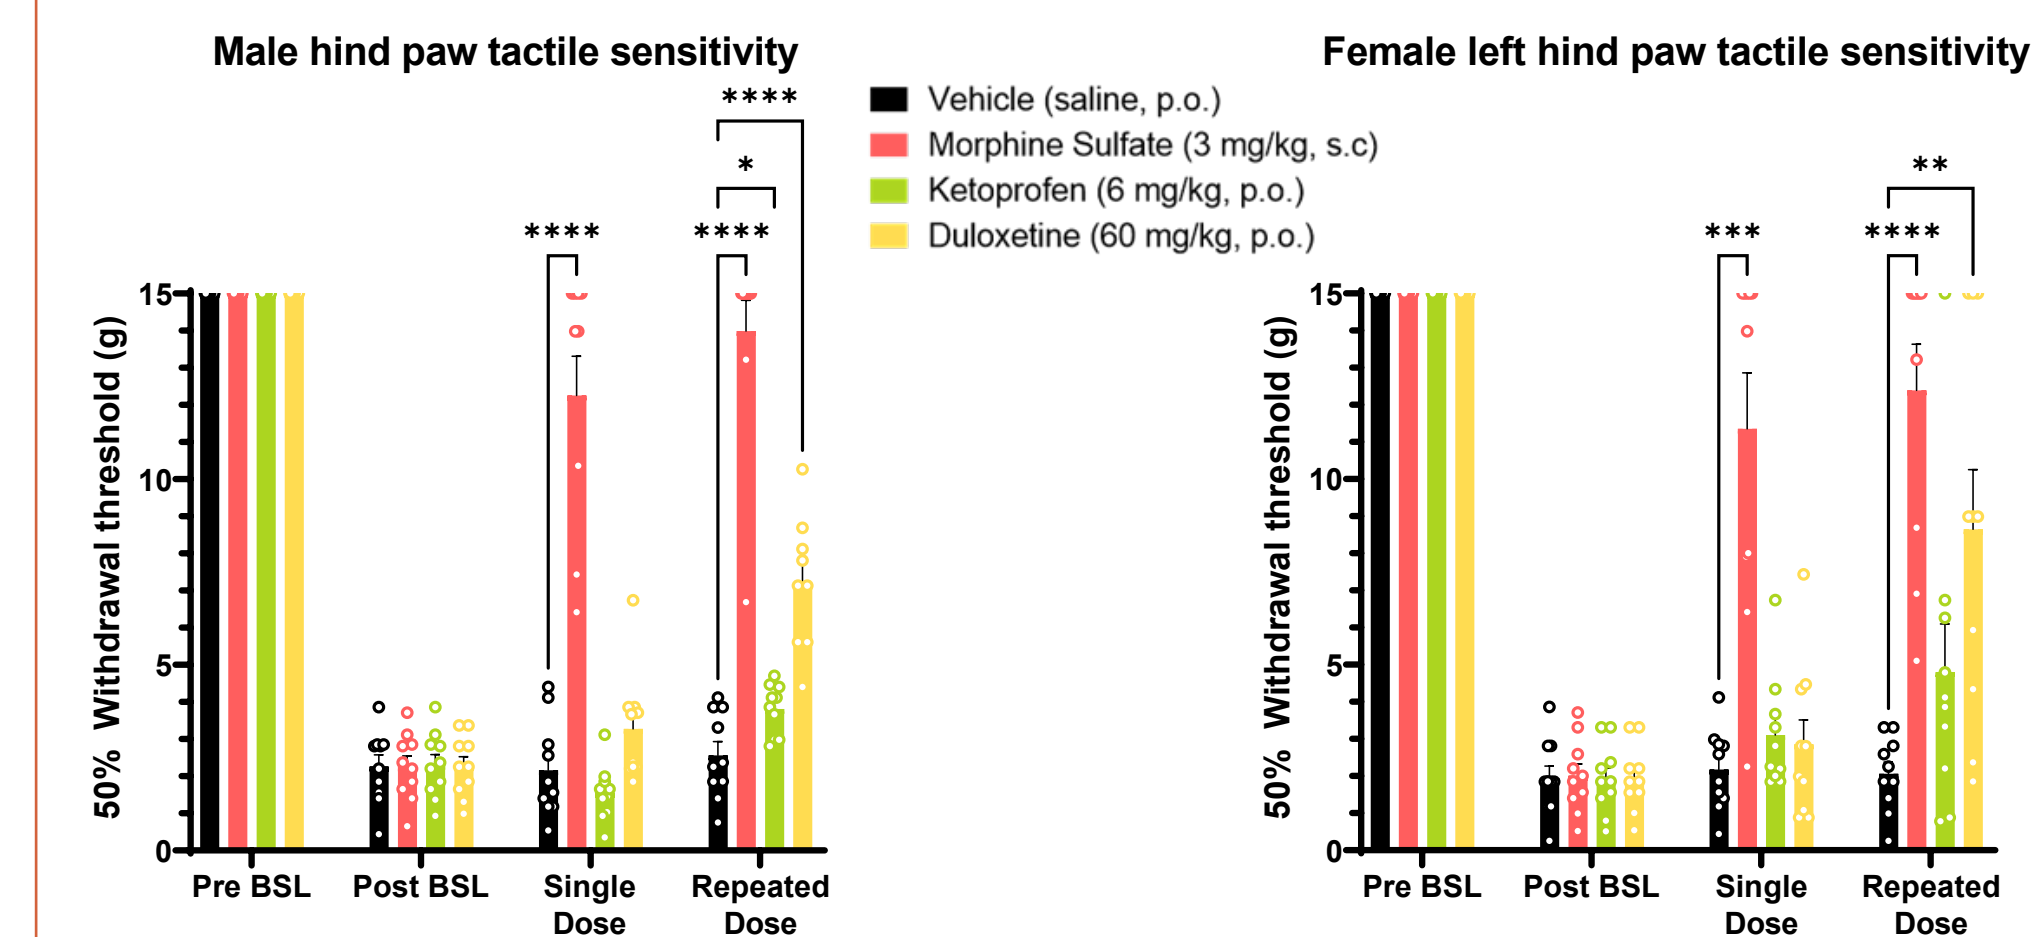 Male hind paw tactile sensitivity
****
*
****
****
50% Withdrawal threshold (g)
15
10
5
0
Pre BSL
Post BSL
Single
Dose
Repeated
Dose
Vehicle (saline, p.o.)
Morphine Sulfate (3 mg/kg, s.c)
Ketoprofen (6 mg/kg, p.o.)
Duloxetine (60 mg/kg, p.o.)
Female left hind paw tactile sensitivity
**
***
****
50% Withdrawal threshold (g)
15
10
5
0
Pre BSL
Post BSL
Single
Dose
Repeated
Dose